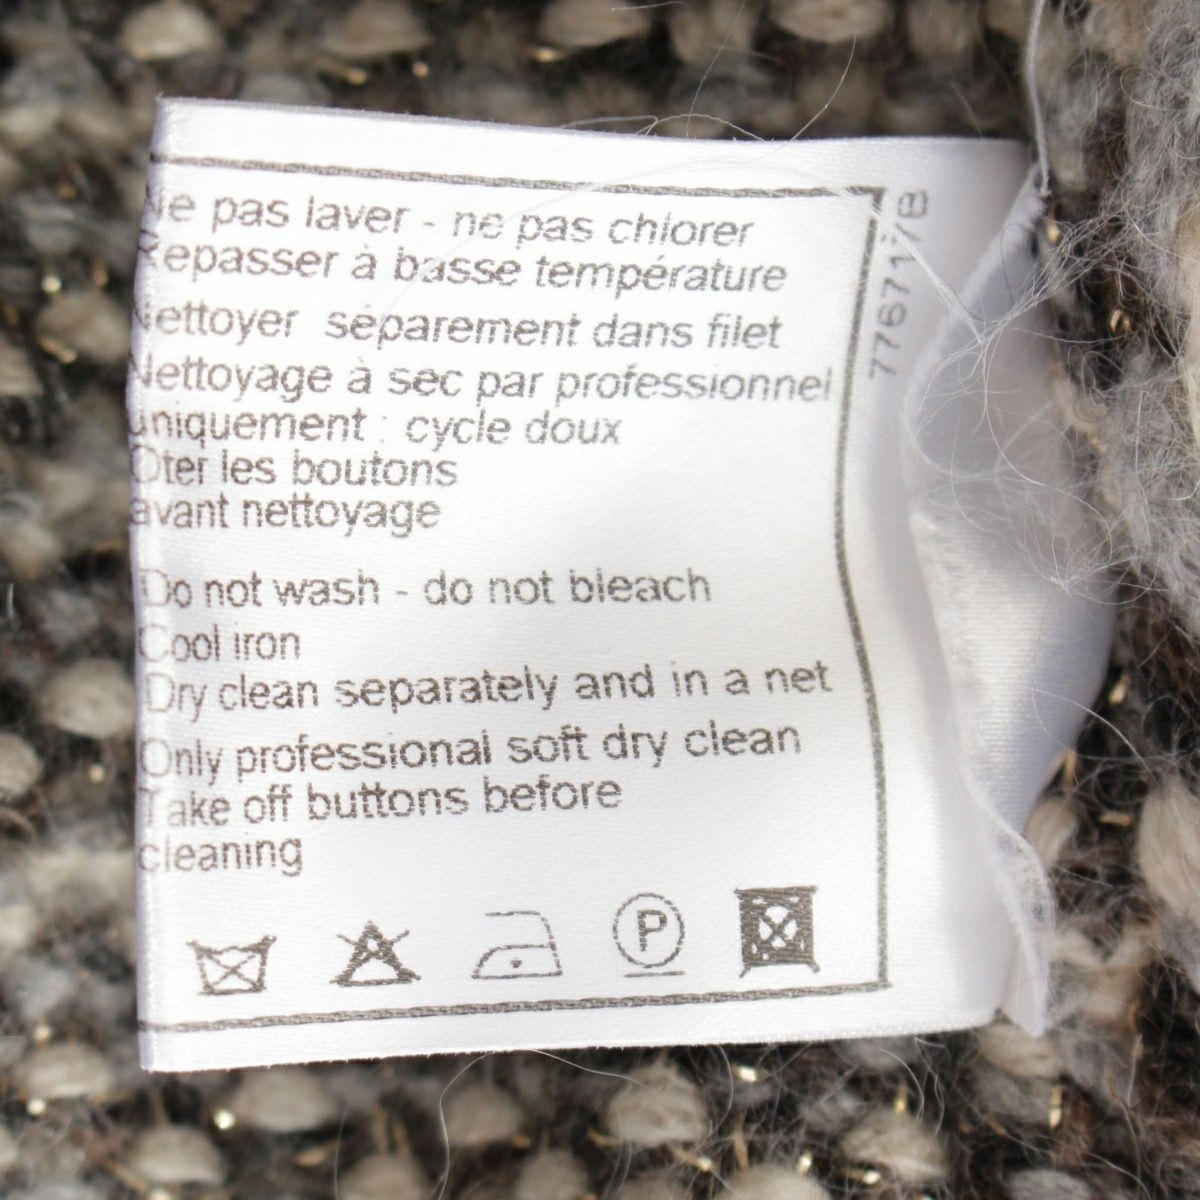 Ne pas laver - ne pas chlorer
Repasser à basse température
Nettoyer séparement dans filet
Nettoyage à sec par professionnel
uniquement : cycle doux
Oter les boutons
avant nettoyage
Do not wash - do not bleach
Cool iron
Dry clean separately and in a net
Only professional soft dry clean
Take off buttons before
cleaning
P